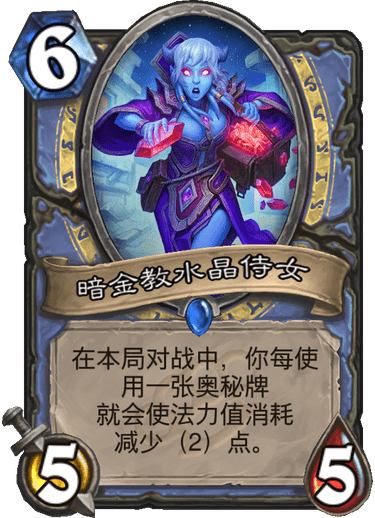 6
暗金教水晶侍女
在本局对战中，你每使
用一张奥秘牌
就会使法力值消耗
减少（2）点。
5
5